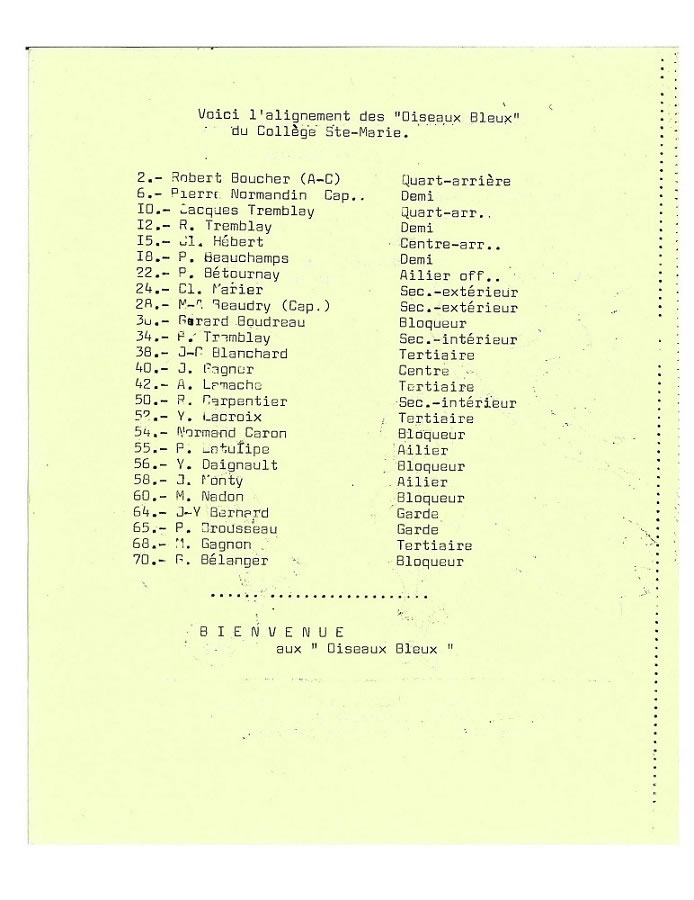 Voici l'alignement des "Oiseaux Bleux"
du Collège Ste-Marie.
2.- Robert Boucher (A-C) Quart-arrière
6.- Pierre Normandin Cap.. Demi
I0.- Jacques Tremblay Quart-arr..
I2.- R. Tremblay Demi
I5.- Cl. Hébert Centre-arr..
I8.- P. Beauchamps Demi
22.- P. Bétournay Ailier off..
24.- Cl. Marier Sec.-extérieur
28.- Beaudry (Cap.) Sec.-extérieur
30.- Gérard Boudreau Bloqueur
34.- P. Tremblay Sec.-intérieur
38.- Blanchard Tertiaire
40.- J. Gagner Centre
42.- A. Lamache Tertiaire
50.- R. Carpentier Sec.-intérieur
52.- Y. Lacroix Tertiaire
54.- Normand Caron Bloqueur
55.- P. Latulipe Ailier
56.- Y. Daignault Bloqueur
58.- J. Monty Ailier
60.- M. Nadon Bloqueur
64.- J-Y Bernard Garde
65.- P. Brousseau Garde
68.- M. Gagnon Tertiaire
70.- Bélanger Bloqueur
B I E N V E N U E
aux " Oiseaux Bleux "